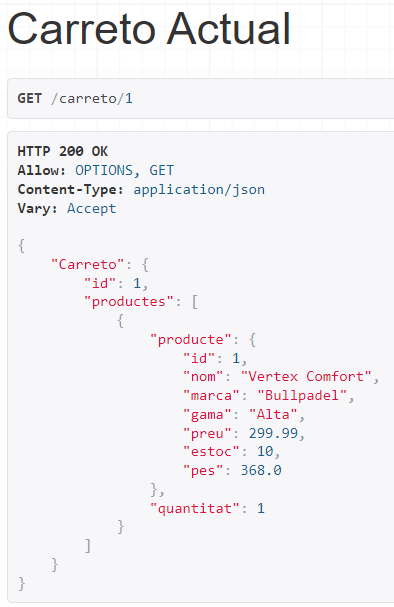 Carreto Actual
GET /carreto/1
HTTP 200 OK
Allow: OPTIONS, GET
Content-Type: application/json
Vary: Accept
{
    "Carreto": {
        "id": 1,
        "productes": [
            {
                "producte": {
                    "id": 1,
                    "nom": "Vertex Comfort",
                    "marca": "Bullpadel",
                    "gama": "Alta",
                    "preu": 299.99,
                    "estoc": 10,
                    "pes": 368.0
                },
                "quantitat": 1
            }
        ]
    }
}